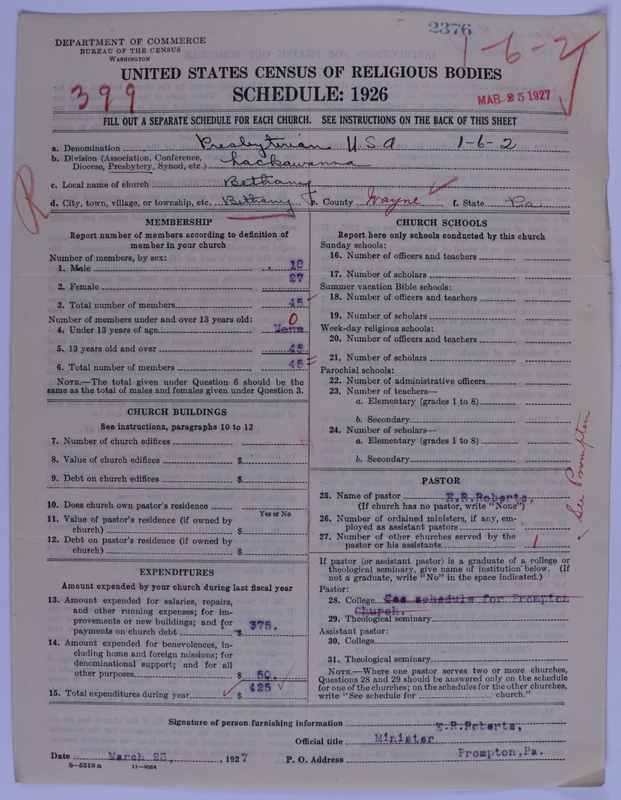 2376
DEPARTMENT OF COMMERCE
BUREAU OF THE CENSUS
WASHINGTON
1-6-2
UNITED STATES CENSUS OF RELIGIOUS BODIES
399
SCHEDULE: 1926
MAR 25 1927
FILL OUT A SEPARATE SCHEDULE FOR EACH CHURCH. SEE INSTRUCTIONS ON THE BACK OF THIS SHEET
a. Denomination Presbyterian U S A 1-6-2
b. Division (Association, Conference, Diocese, Presbytery, Synod, etc.) Lackawanna
c. Local name of church Bethany
d. City, town, village, or township, etc. Bethany e. County Wayne f. State Pa
R
MEMBERSHIP
Report number of members according to definition of
member in your church
Number of members, by sex:
1. Male 18
2. Female 27
3. Total number of members 45
Number of members under and over 13 years old: 0
4. Under 13 years of age None
5. 13 years old and over 45
6. Total number of members 45
NOTE.—The total given under Question 6 should be the
same as the total of males and females given under Question 3.
CHURCH BUILDINGS
See instructions, paragraphs 10 to 12
7. Number of church edifices
8. Value of church edifices $
9. Debt on church edifices $
10. Does church own pastor's residence
Yes or No
11. Value of pastor's residence (if owned by
church) $
12. Debt on pastor's residence (if owned by
church) $
EXPENDITURES
Amount expended by your church during last fiscal year
13. Amount expended for salaries, repairs,
and other running expenses; for im-
provements or new buildings; and for
payments on church debt $ 375.
14. Amount expended for benevolences, in-
cluding home and foreign missions; for
denominational support; and for all
other purposes $ 50.
15. Total expenditures during year $ 425
CHURCH SCHOOLS
Report here only schools conducted by this church
Sunday schools:
16. Number of officers and teachers
17. Number of scholars
Summer vacation Bible schools:
18. Number of officers and teachers
19. Number of scholars
Week-day religious schools:
20. Number of officers and teachers
21. Number of scholars
Parochial schools:
22. Number of administrative officers
23. Number of teachers—
a. Elementary (grades 1 to 8)
b. Secondary
24. Number of scholars—
a. Elementary (grades 1 to 8)
b. Secondary
See Prompton
PASTOR
25. Name of pastor E.R.Roberts,
(If church has no pastor, write "None")
26. Number of ordained ministers, if any, em-
ployed as assistant pastors
27. Number of other churches served by the
pastor or his assistants 1
If pastor (or assistant pastor) is a graduate of a college or
theological seminary, give name of institution below. (If
not a graduate, write "No" in the space indicated.)
Pastor:
28. College See schedule for Prompton
Church.
29. Theological seminary
Assistant pastor:
30. College
31. Theological seminary
NOTE.—Where one pastor serves two or more churches,
Questions 28 and 29 should be answered only on the schedule
for one of the churches; on the schedules for the other churches,
write "See schedule for church."
Signature of person furnishing information E.R.Roberts,
Official title Minister
Date March 23, 1927 P. O. Address Prompton,Pa.
8—5518 a 11—9054